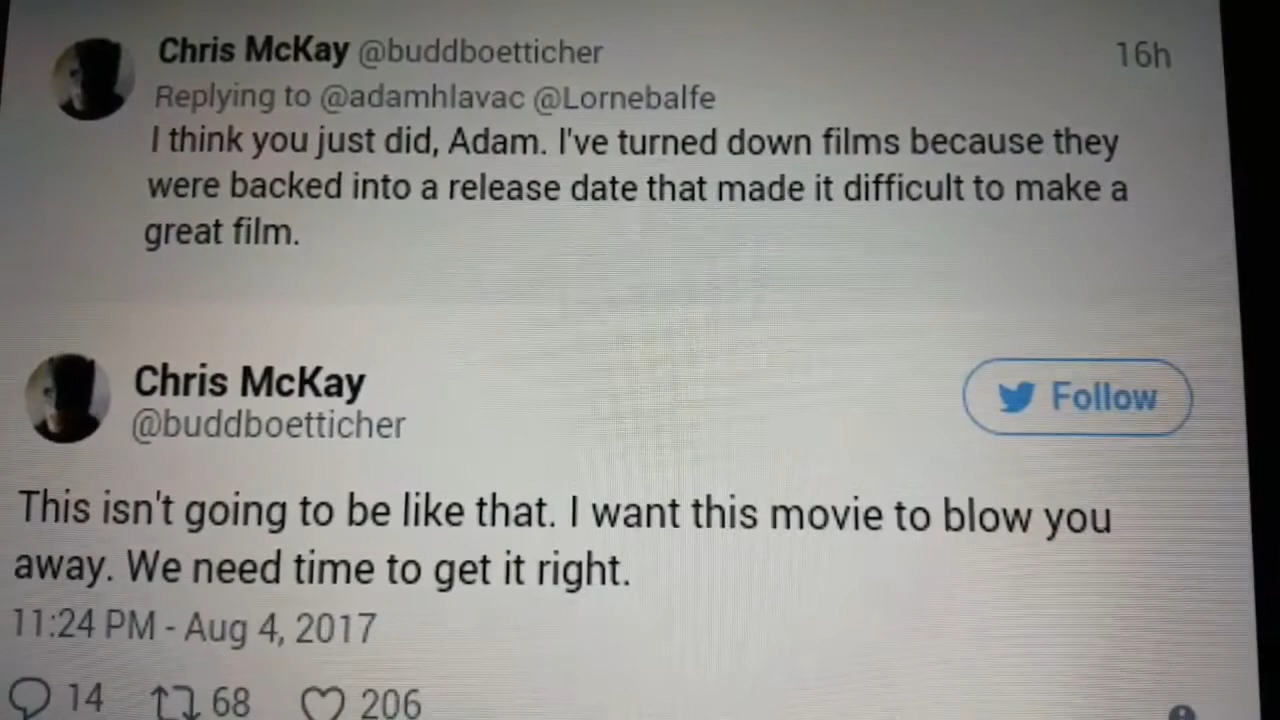 Chris McKay @buddboetticher 16h
Replying to @adamhlavac @Lornebalfe
I think you just did, Adam. I've turned down films because they
were backed into a release date that made it difficult to make a
great film.
Chris McKay
@buddboetticher
Follow
This isn't going to be like that. I want this movie to blow you
away. We need time to get it right.
11:24 PM - Aug 4, 2017
14 68 206